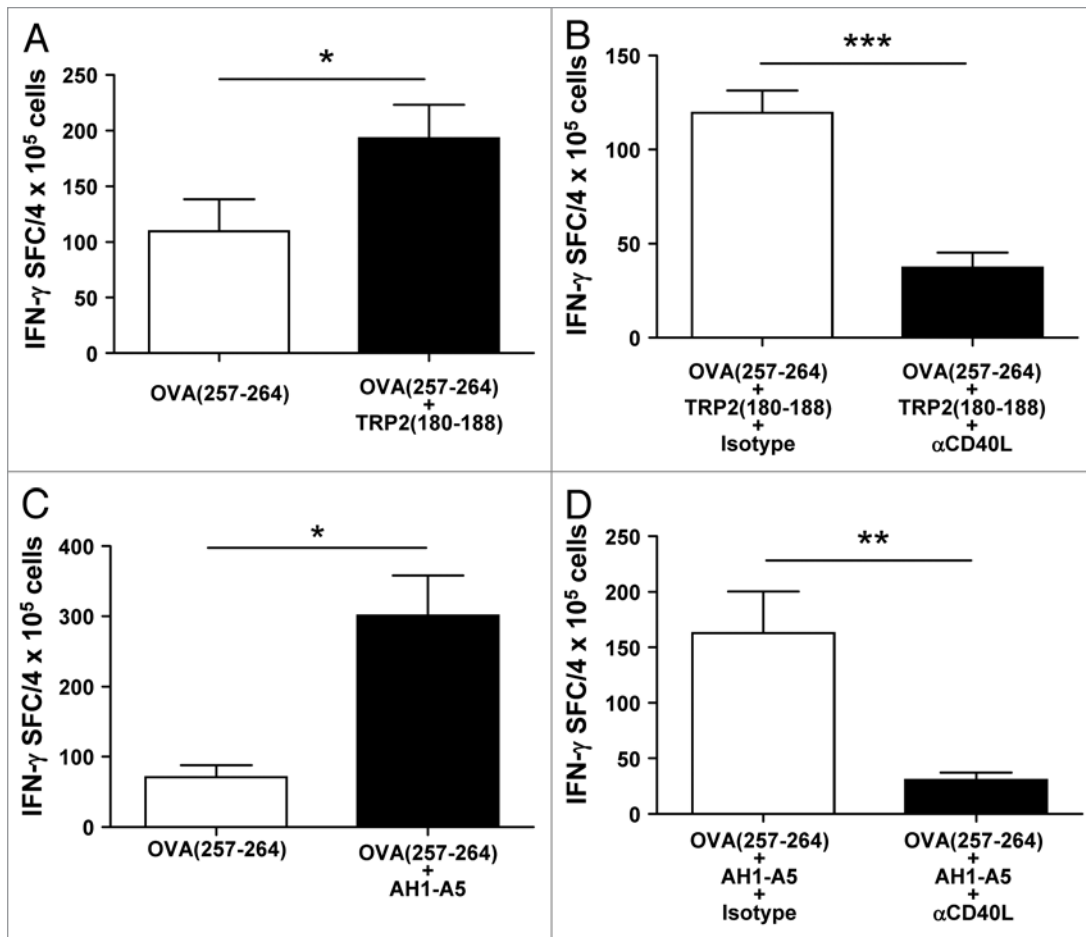 A
*
IFN-γ SFC/4 x 10⁵ cells
250
200
150
100
50
0
OVA(257-264)
OVA(257-264)
+
TRP2(180-188)
B
***
IFN-γ SFC/4 x 10⁵ cells
150
100
50
0
OVA(257-264)
+
TRP2(180-188)
+
Isotype
OVA(257-264)
+
TRP2(180-188)
+
αCD40L
C
*
IFN-γ SFC/4 x 10⁵ cells
400
300
200
100
0
OVA(257-264)
OVA(257-264)
+
AH1-A5
D
**
IFN-γ SFC/4 x 10⁵ cells
250
200
150
100
50
0
OVA(257-264)
+
AH1-A5
+
Isotype
OVA(257-264)
+
AH1-A5
+
αCD40L